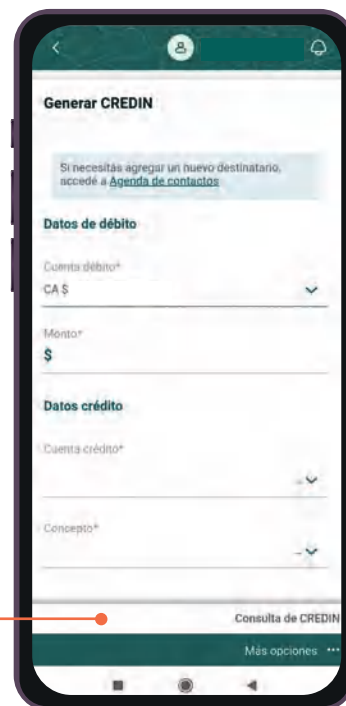 Generar CREDIN
Si necesitás agregar un nuevo destinatario,
accedé a Agenda de contactos
Datos de débito
Cuenta débito*
CA $
Monto*
$
Datos crédito
Cuenta crédito*
Concepto*
Consulta de CREDIN
Más opciones ...